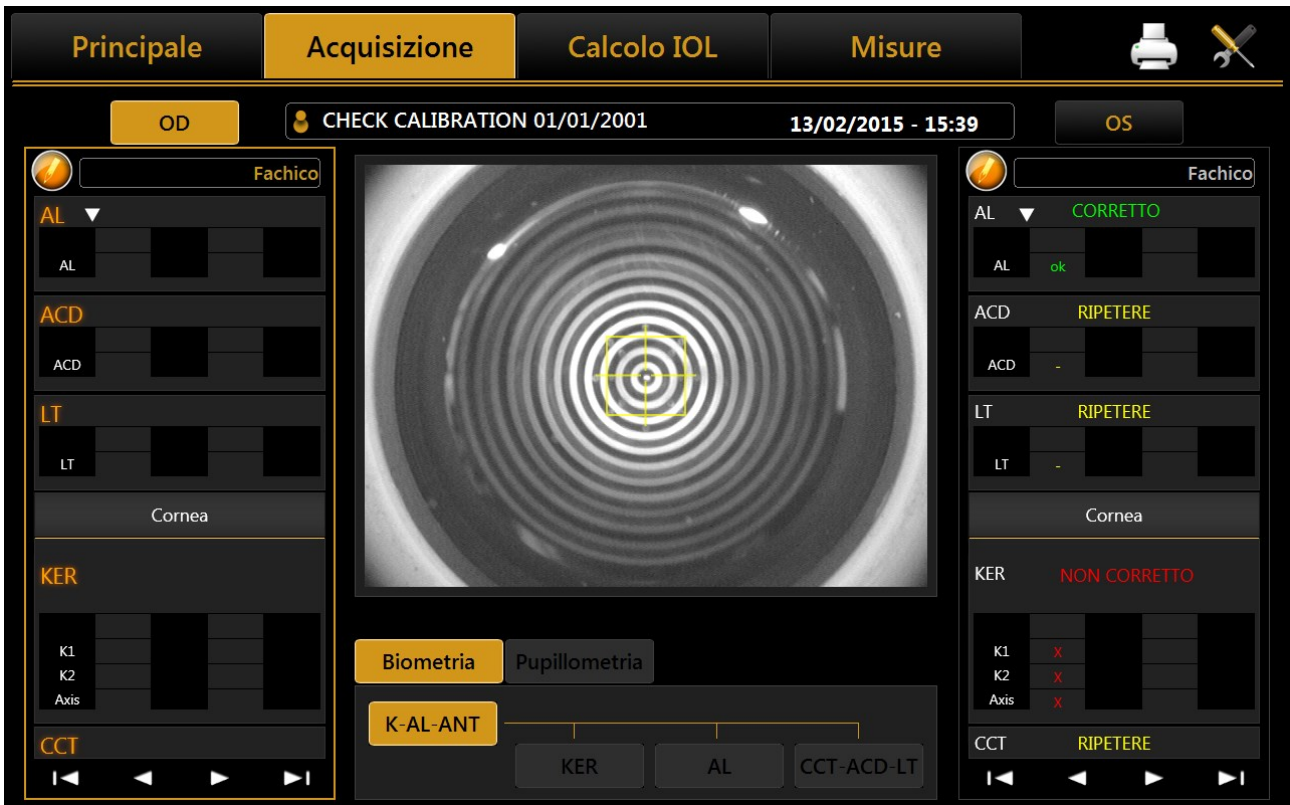 Principale Acquisizione Calcolo IOL Misure
OD CHECK CALIBRATION 01/01/2001 13/02/2015 - 15:39 OS
Fachico
AL
AL
ACD
ACD
LT
LT
Cornea
KER
K1
K2
Axis
CCT
Biometria Pupillometria
K-AL-ANT
KER AL CCT-ACD-LT
Fachico
AL CORRETTO
AL ok
ACD RIPETERE
ACD -
LT RIPETERE
LT -
Cornea
KER NON CORRETTO
K1 X
K2 X
Axis X
CCT RIPETERE